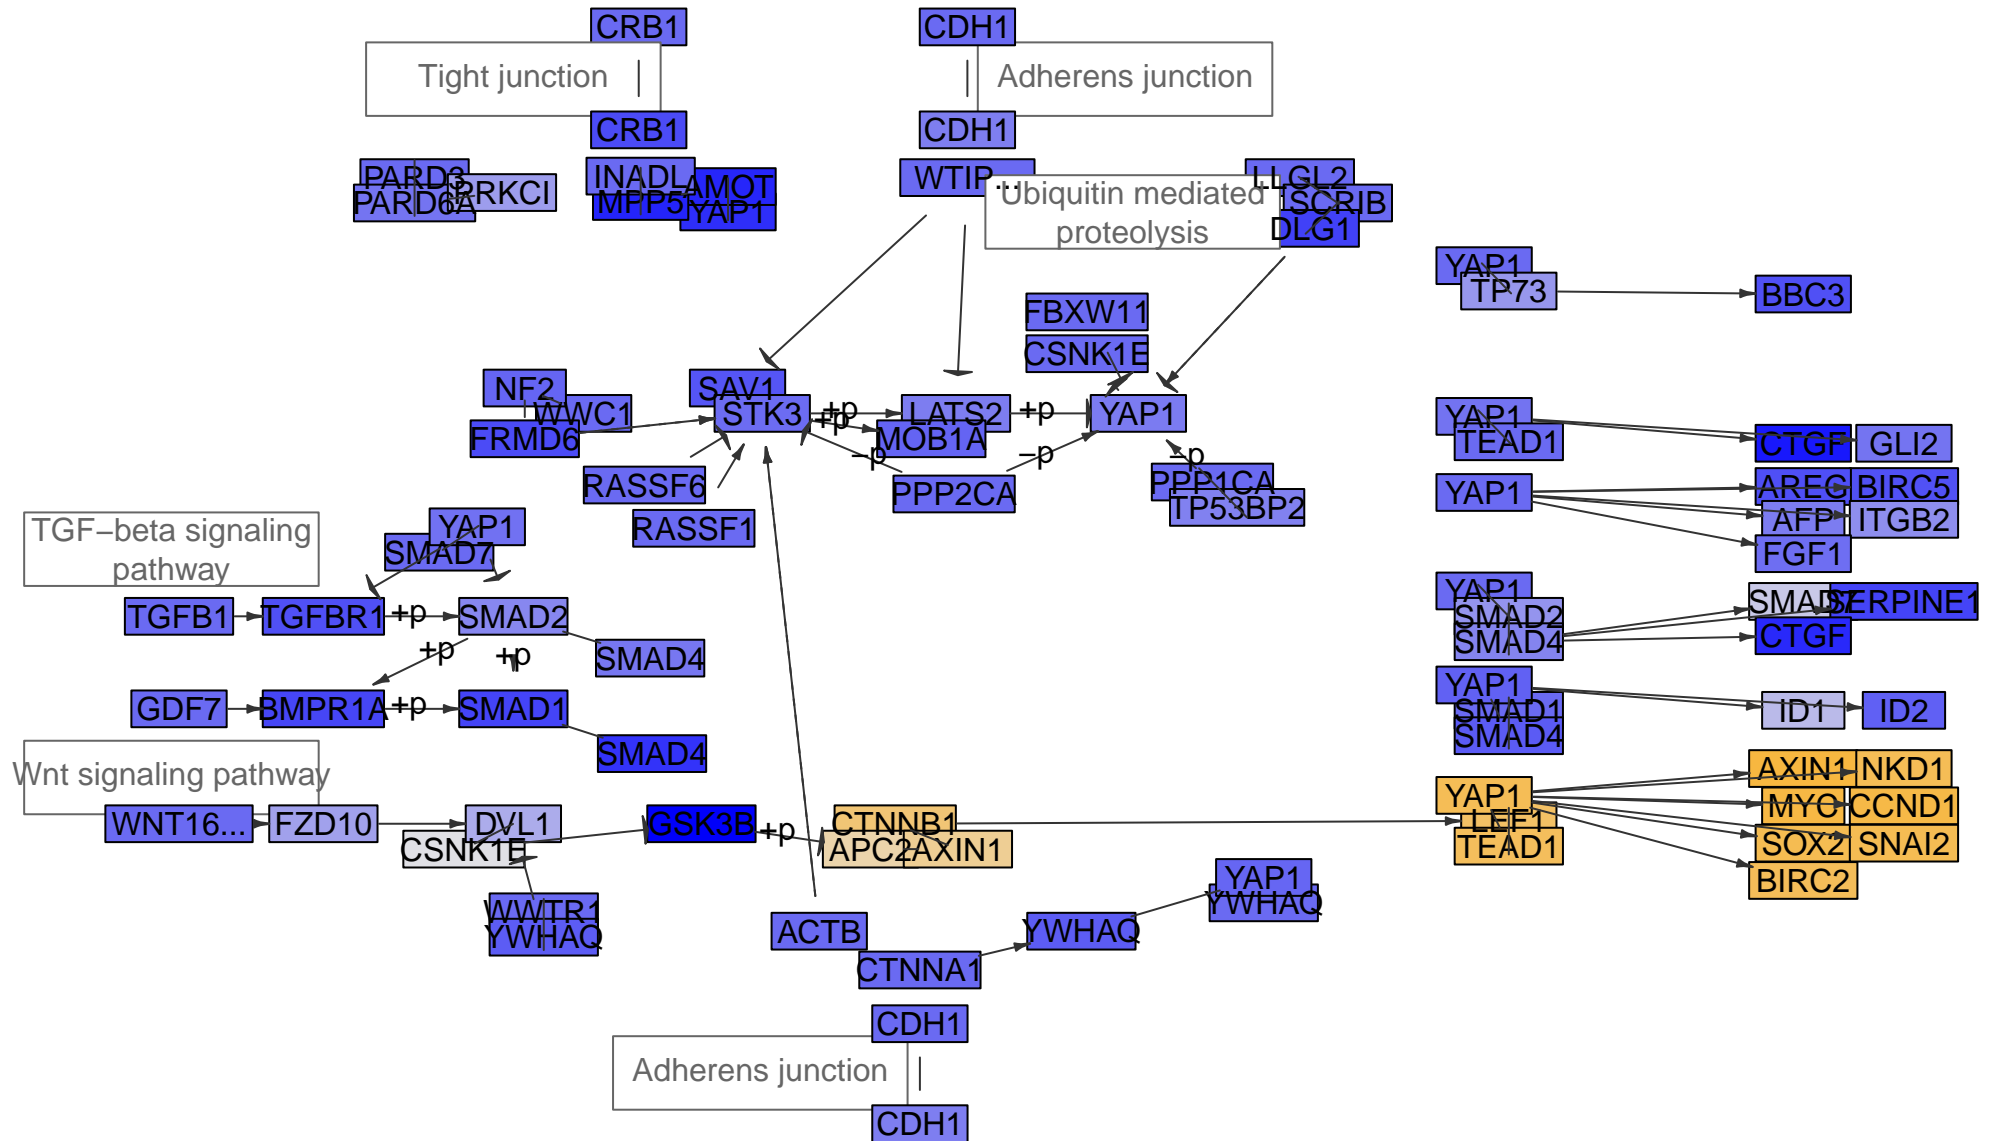 CRB1
CDH1
Tight junction
Adherens junction
CRB1
CDH1
PARD3
PRKCI
PARD6A
INADL
AMOT
MPP5
YAP1
WTIP...
LLGL2
Ubiquitin mediated
proteolysis
SCRIB
DLG1
YAP1
TP73
BBC3
FBXW11
CSNK1E
NF2
WWC1
FRMD6
SAV1
STK3
+p
+p
LATS2
MOB1A
+p
YAP1
−p
−p
−p
RASSF6
RASSF1
PPP2CA
PPP1CA
TP53BP2
YAP1
TEAD1
CTGF
GLI2
YAP1
AREG
BIRC5
AFP
ITGB2
FGF1
TGF−beta signaling
pathway
YAP1
SMAD7
TGFB1
TGFBR1
+p
SMAD2
+p
+p
SMAD4
YAP1
SMAD2
SMAD4
SMAD7
SERPINE1
CTGF
GDF7
BMPR1A
+p
SMAD1
SMAD4
YAP1
SMAD1
SMAD4
ID1
ID2
Wnt signaling pathway
WNT16...
FZD10
DVL1
CSNK1E
GSK3B
+p
CTNNB1
APC2
AXIN1
YAP1
LEF1
TEAD1
AXIN1
NKD1
MYC
CCND1
SOX2
SNAI2
BIRC2
WWTR1
YWHAQ
ACTB
CTNNA1
YWHAQ
YAP1
YWHAQ
CDH1
Adherens junction
CDH1